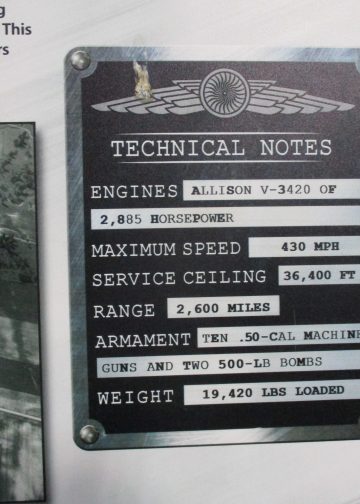 This
TECHNICAL NOTES
ENGINES ALLISON V-3420 OF
2,885 HORSEPOWER
MAXIMUM SPEED 430 MPH
SERVICE CEILING 36,400 FT
RANGE 2,600 MILES
ARMAMENT TEN .50-CAL MACHINE
GUNS AND TWO 500-LB BOMBS
WEIGHT 19,420 LBS LOADED